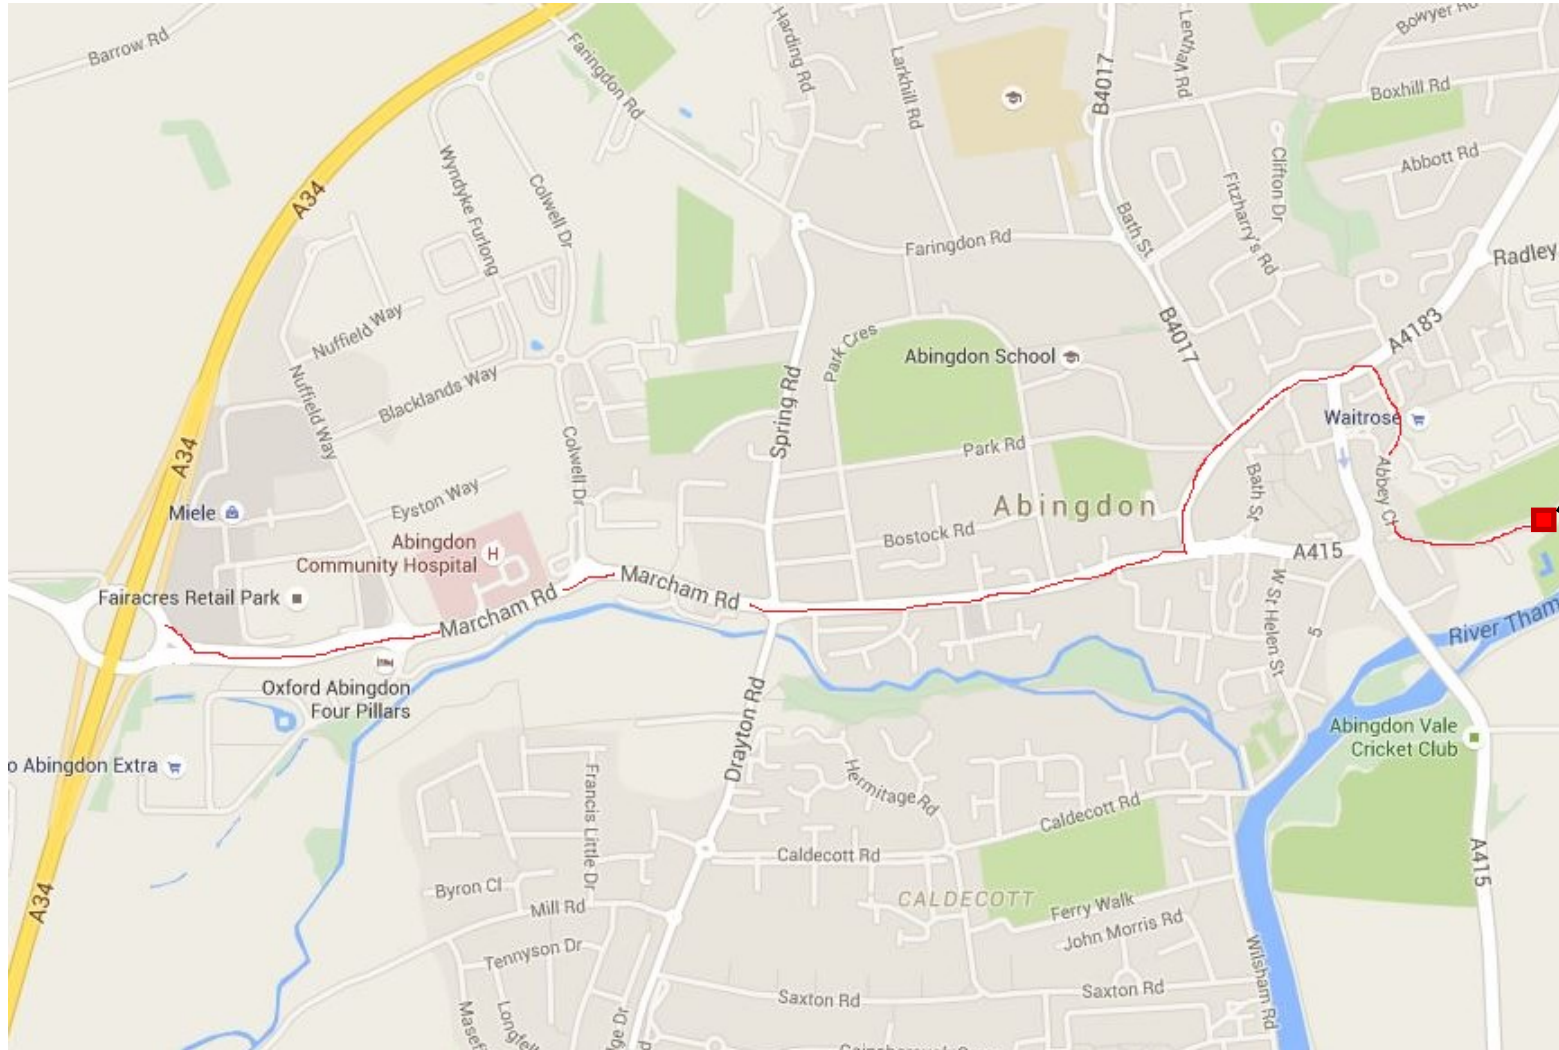 Barrow Rd
Faringdon Rd
Harding Rd
Larkhill Rd
B4017
Bowyer Rd
Boxhill Rd
Abbott Rd
Clifton Dr
Fitzharry's Rd
Wyndyke Furlong
Colwell Dr
A34
Bath St
Faringdon Rd
Radley
Nuffield Way
B4017
A4183
Park Cres
Abingdon School
Nuffield Way
Blacklands Way
Spring Rd
Waitrose
A34
Colwell Dr
Park Rd
Bath St
Abbey Cl
Eyston Way
Miele
Abingdon
Bostock Rd
Abingdon
Community Hospital
H
A415
Marcham Rd
Marcham Rd
Fairacres Retail Park
W St Helen St
River Tham
Oxford Abingdon
Four Pillars
Drayton Rd
Abingdon Vale
Cricket Club
o Abingdon Extra
Francis Little Dr
Hermitage Rd
Caldecott Rd
Caldecott Rd
A415
Byron Cl
CALDECOTT
Mill Rd
Ferry Walk
John Morris Rd
A34
Tennyson Dr
Wilsham Rd
Saxton Rd
Saxton Rd
Masef
Longfell
ge Dr